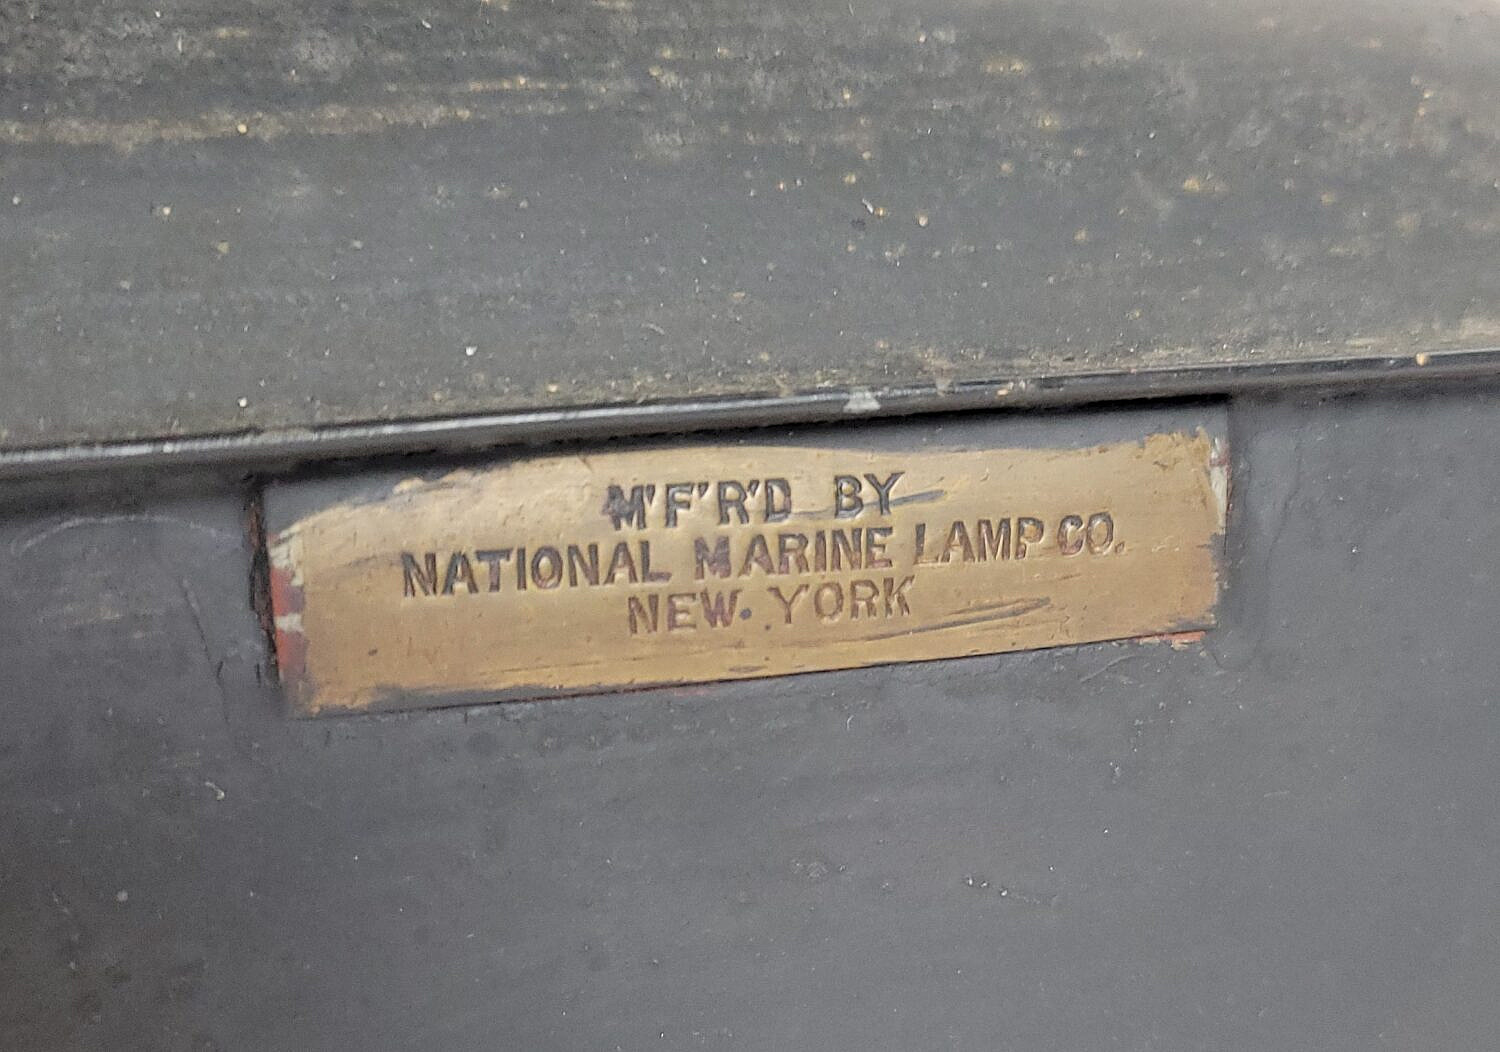 M'F'R'D BY
NATIONAL MARINE LAMP CO.
NEW. YORK